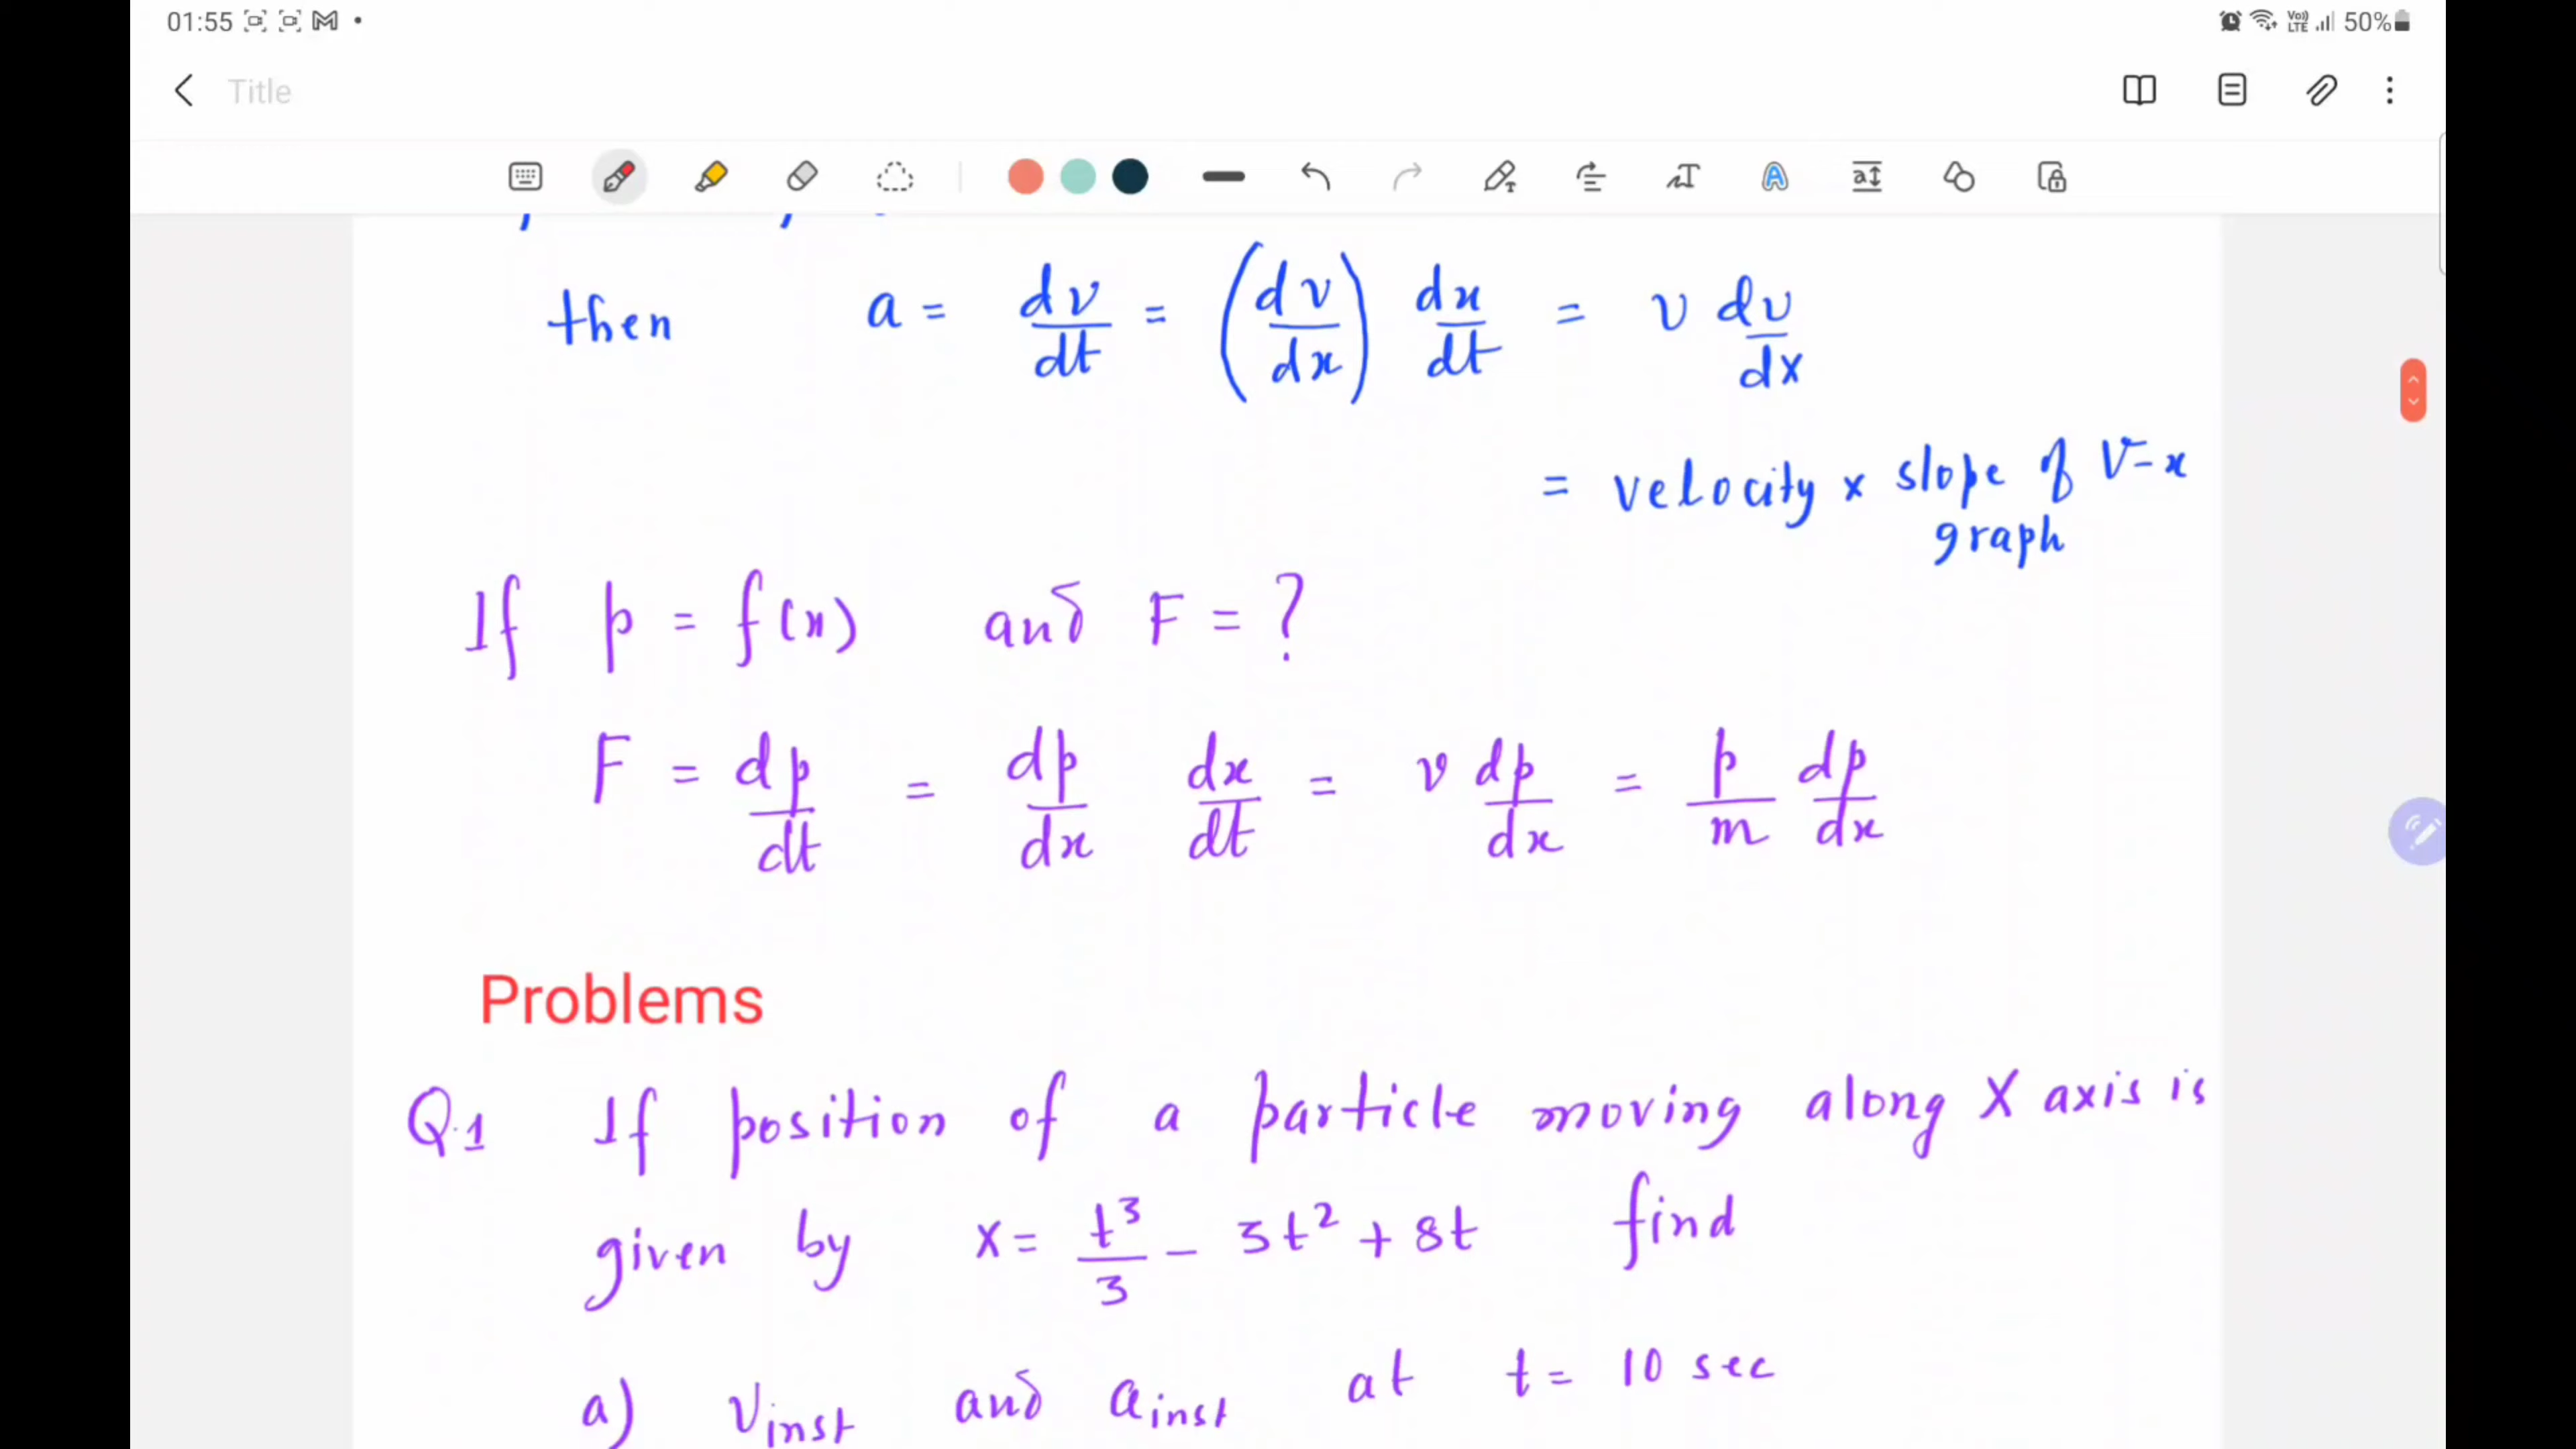 01:55
Vo)) LTE 50%
Title
then a = dv/dt = (dv/dx) dx/dt = v dv/dx
= velocity × slope of V-x
graph
If p = f(x) and F = ?
F = dp/dt = dp/dx dx/dt = v dp/dx = p/m dp/dx
Problems
Q.1 If position of a particle moving along X axis is
given by x = t³/3 - 3t² + 8t find
a) Vinst and ainst at t = 10 sec